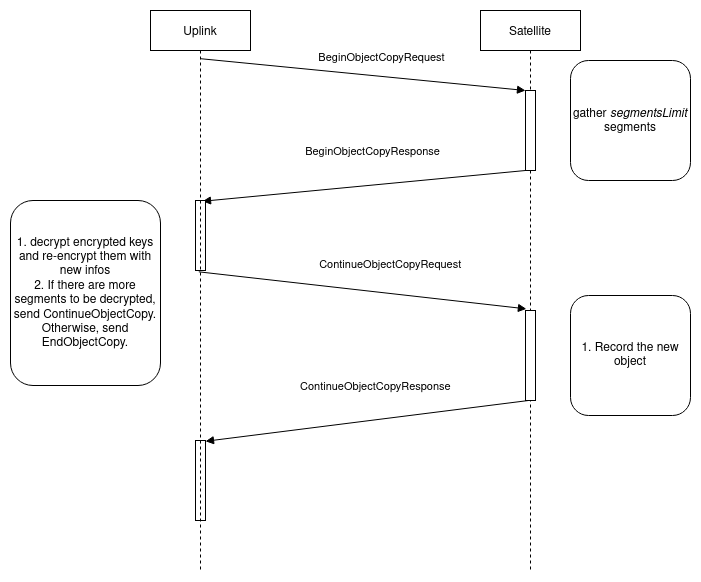 Uplink
Satellite
BeginObjectCopyRequest
gather segmentsLimit
segments
BeginObjectCopyResponse
1. decrypt encrypted keys
and re-encrypt them with
new infos
2. If there are more
segments to be decrypted,
send ContinueObjectCopy.
Otherwise, send
EndObjectCopy.
ContinueObjectCopyRequest
1. Record the new
object
ContinueObjectCopyResponse